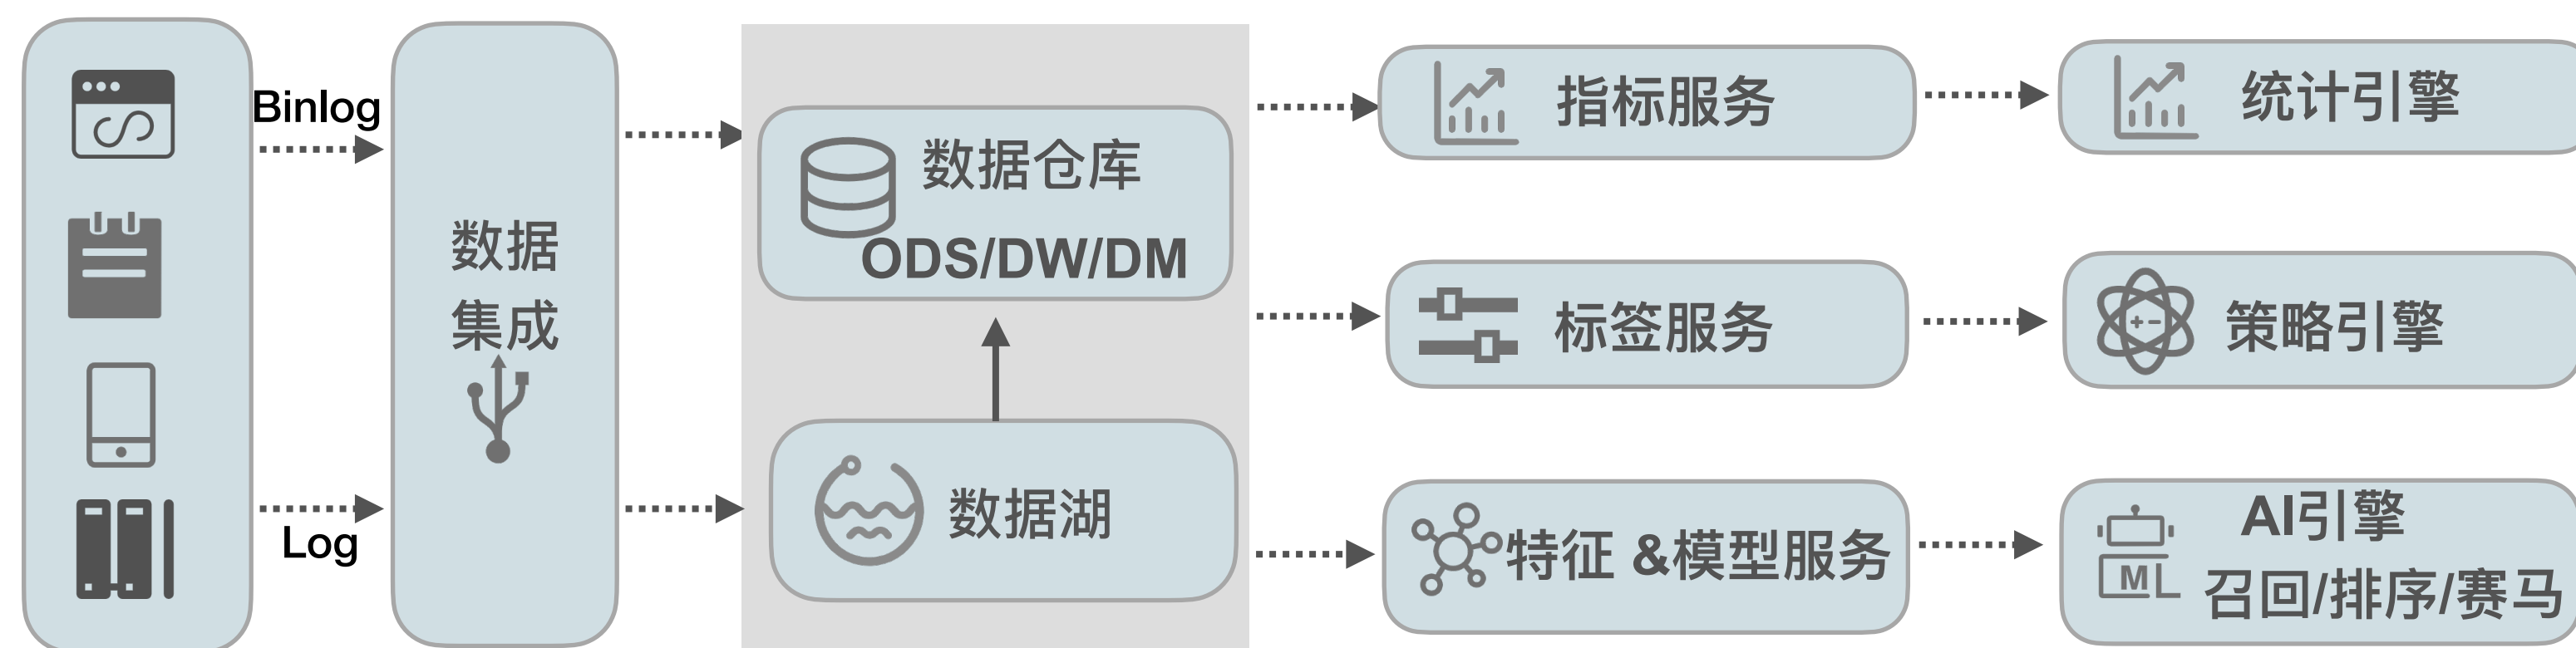 Binlog
Log
数据
集成
数据仓库
ODS/DW/DM
数据湖
指标服务
标签服务
特征 &模型服务
统计引擎
+ -
策略引擎
AI引擎
ML
召回/排序/赛马